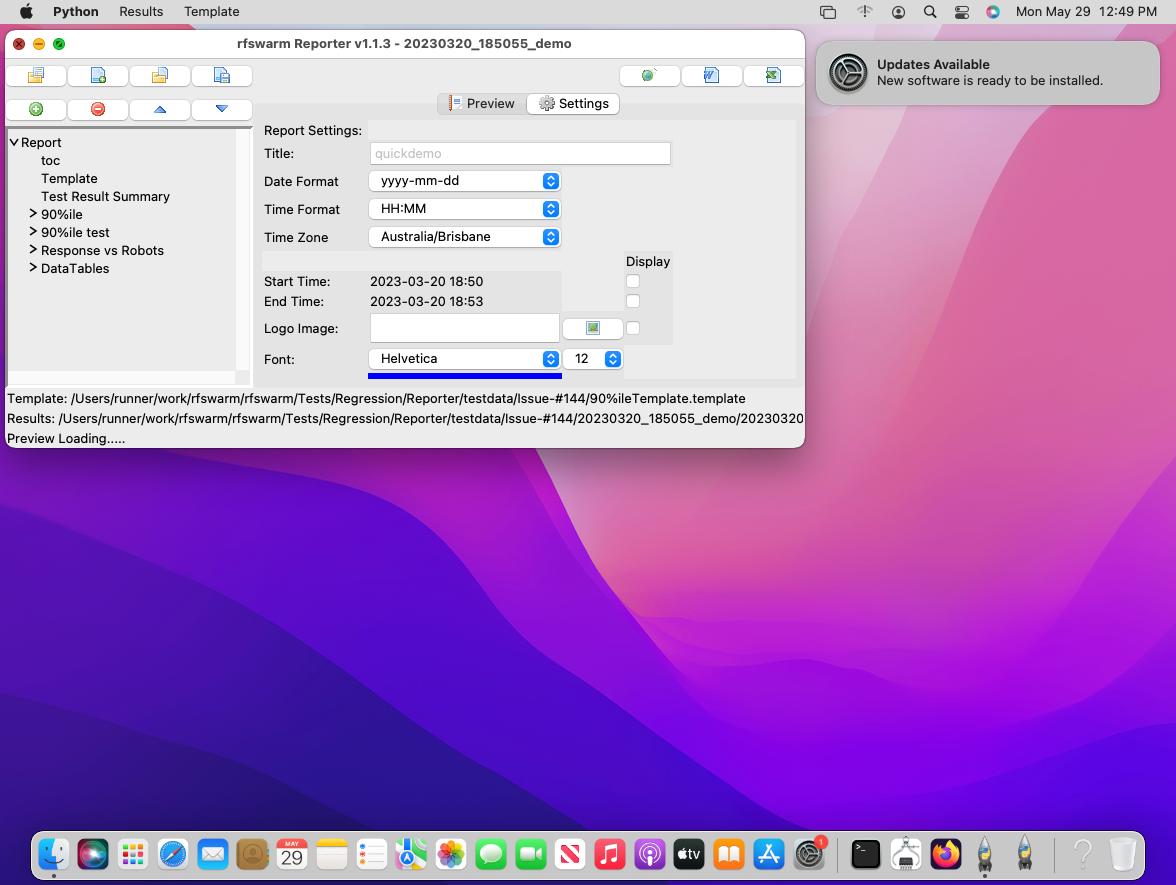 Python Results Template Mon May 29 12:49 PM
rfswarm Reporter v1.1.3 - 20230320_185055_demo
Updates Available
New software is ready to be installed.
Preview Settings
Report
toc
Template
Test Result Summary
90%ile
90%ile test
Response vs Robots
DataTables
Report Settings:
Title: quickdemo
Date Format yyyy-mm-dd
Time Format HH:MM
Time Zone Australia/Brisbane
Display
Start Time: 2023-03-20 18:50
End Time: 2023-03-20 18:53
Logo Image:
Font: Helvetica 12
Template: /Users/runner/work/rfswarm/rfswarm/Tests/Regression/Reporter/testdata/Issue-#144/90%ileTemplate.template
Results: /Users/runner/work/rfswarm/rfswarm/Tests/Regression/Reporter/testdata/Issue-#144/20230320_185055_demo/20230320
Preview Loading.....
MAY
29
tv
1